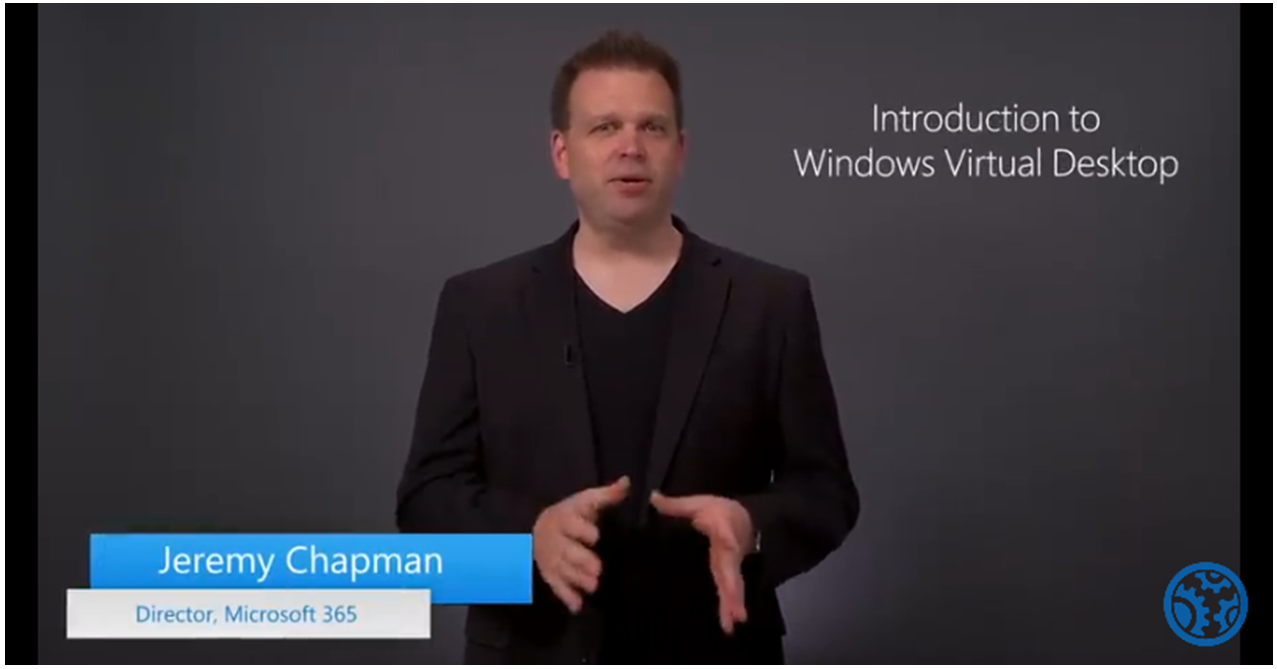 Introduction to
Windows Virtual Desktop
Jeremy Chapman
Director, Microsoft 365